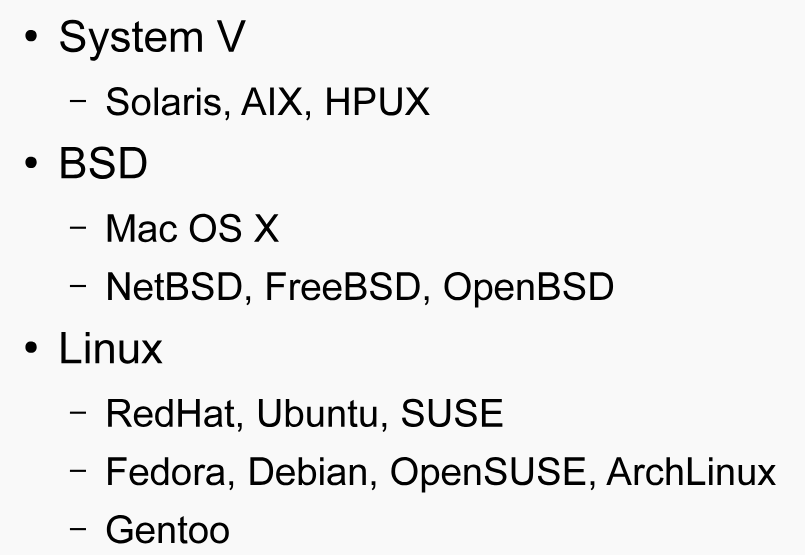 • System V
– Solaris, AIX, HPUX
• BSD
– Mac OS X
– NetBSD, FreeBSD, OpenBSD
• Linux
– RedHat, Ubuntu, SUSE
– Fedora, Debian, OpenSUSE, ArchLinux
– Gentoo